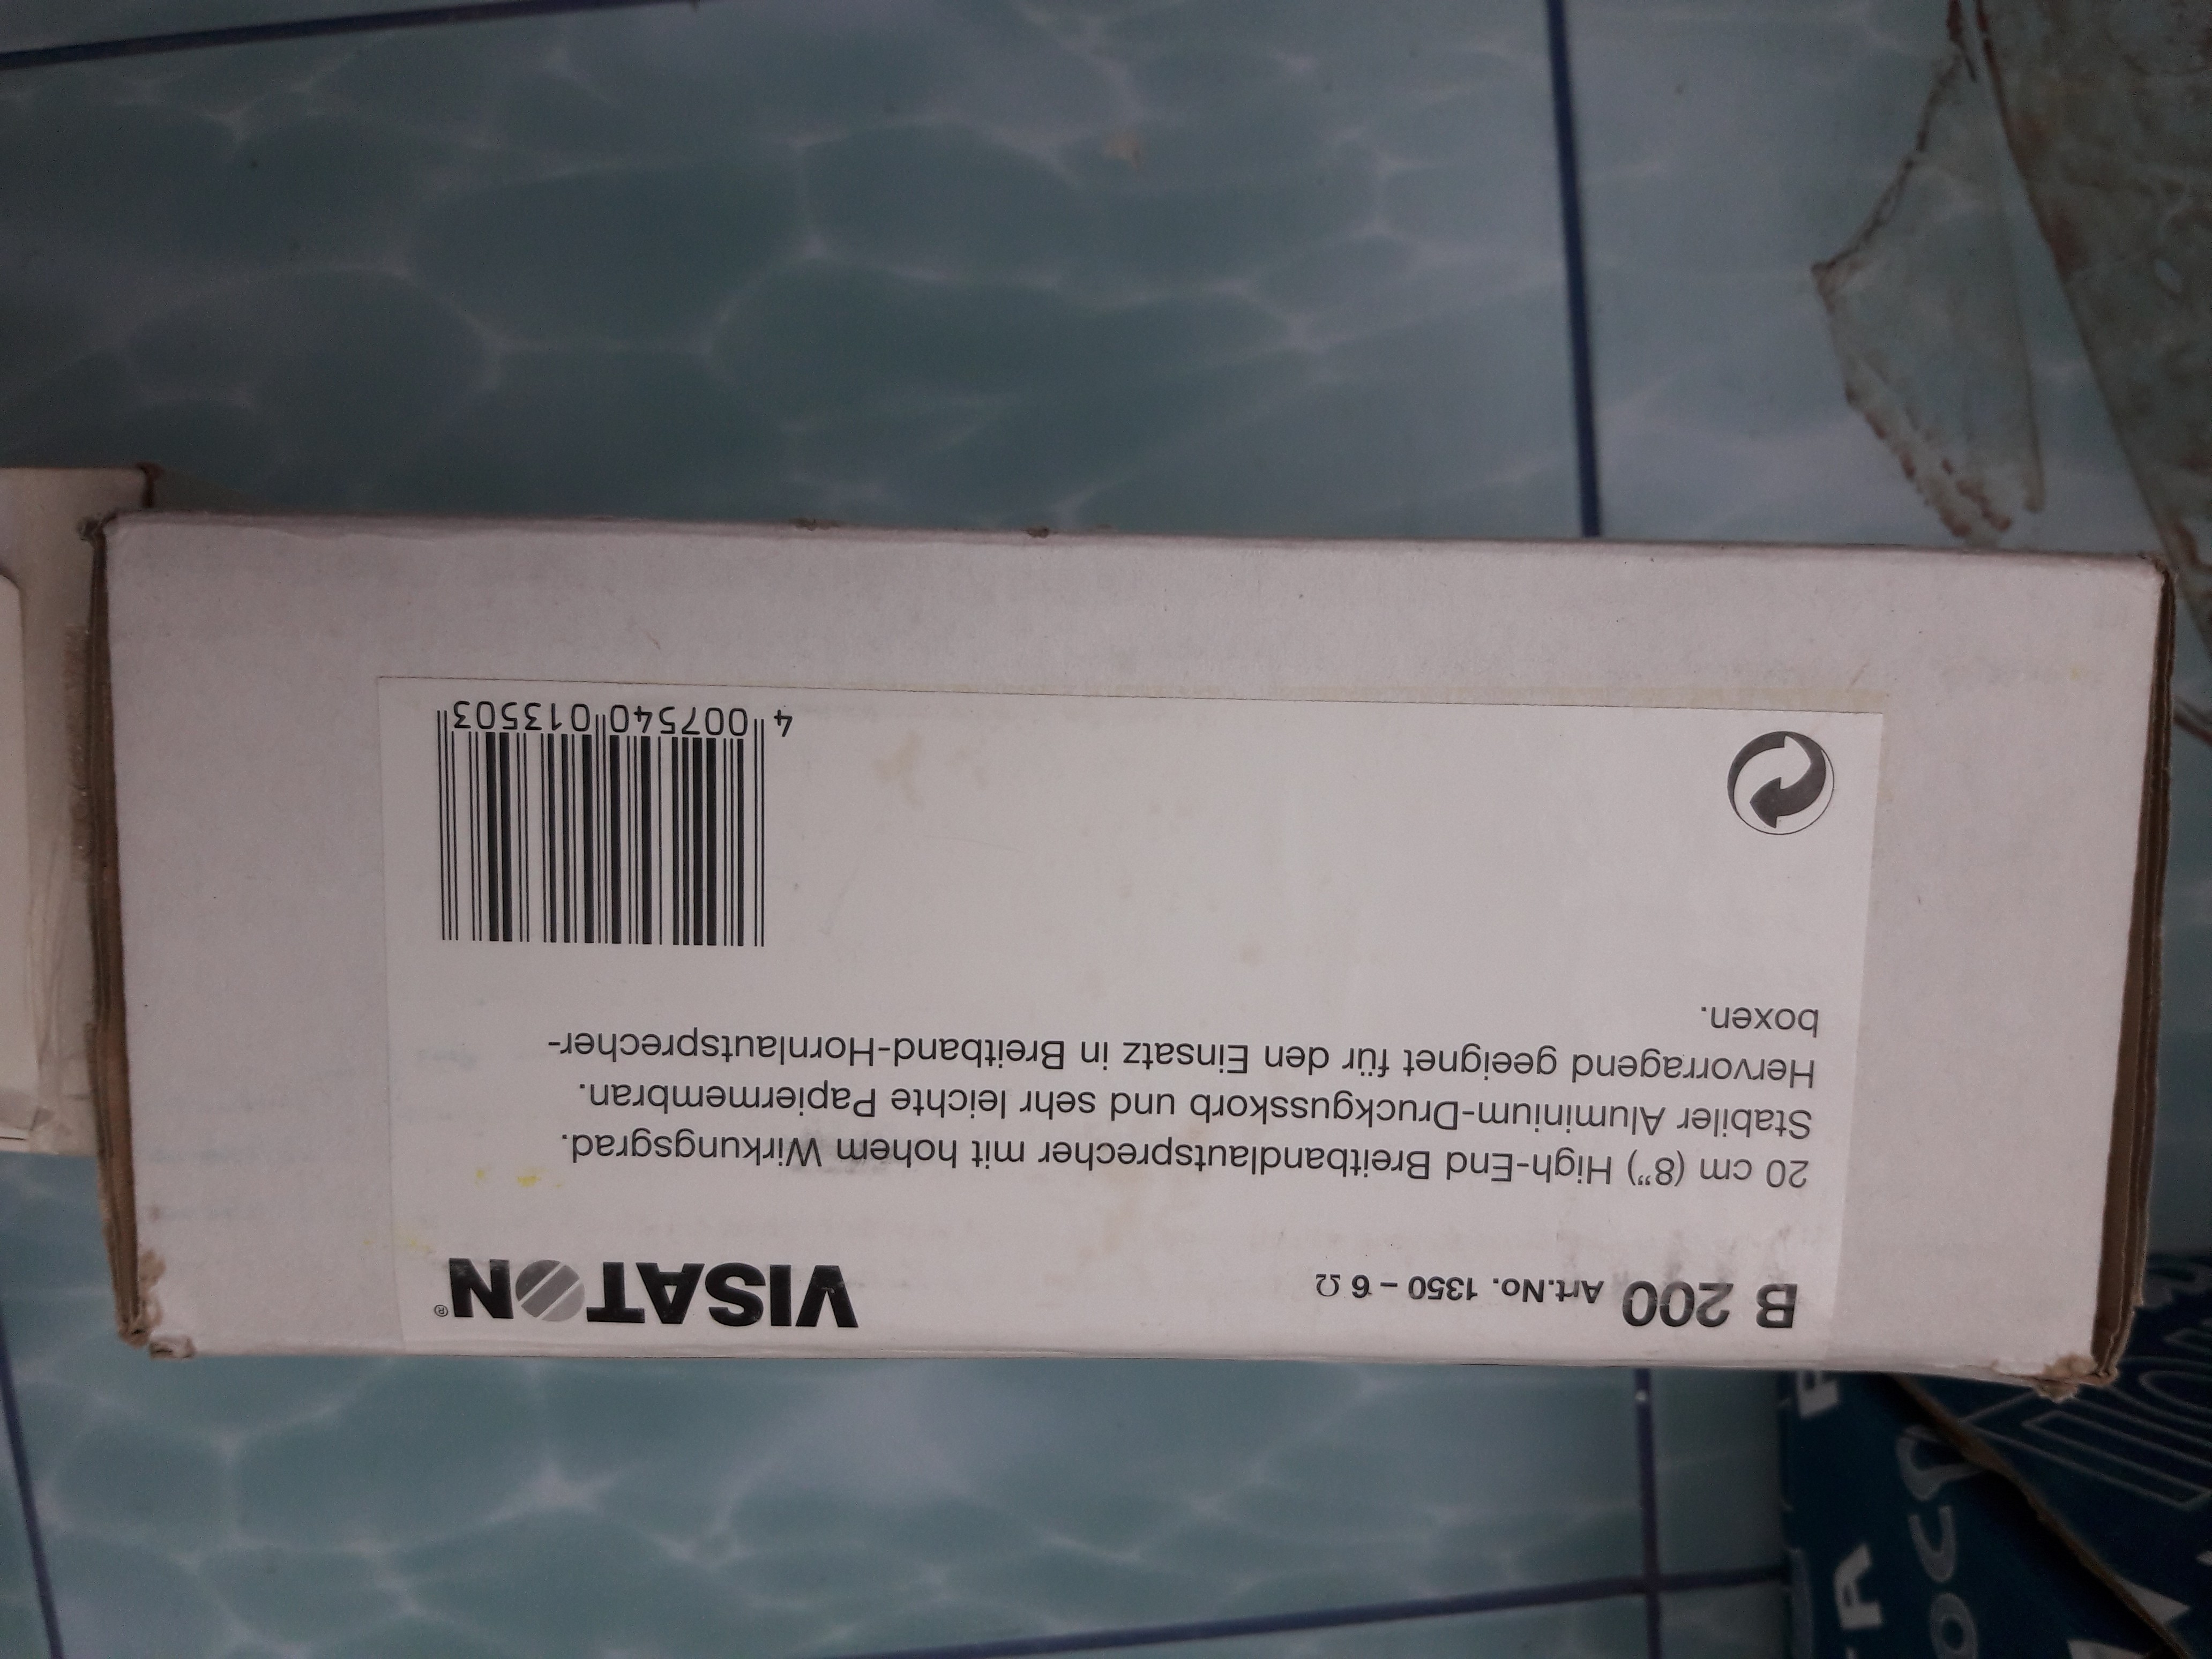 B 200 Art.No. 1350 – 6 Ω
VISATON®
20 cm (8") High-End Breitbandlautsprecher mit hohem Wirkungsgrad.
Stabiler Aluminium-Druckgusskorb und sehr leichte Papiermembran.
Hervorragend geeignet für den Einsatz in Breitband-Hornlautsprecher-
boxen.
4 007540 013503